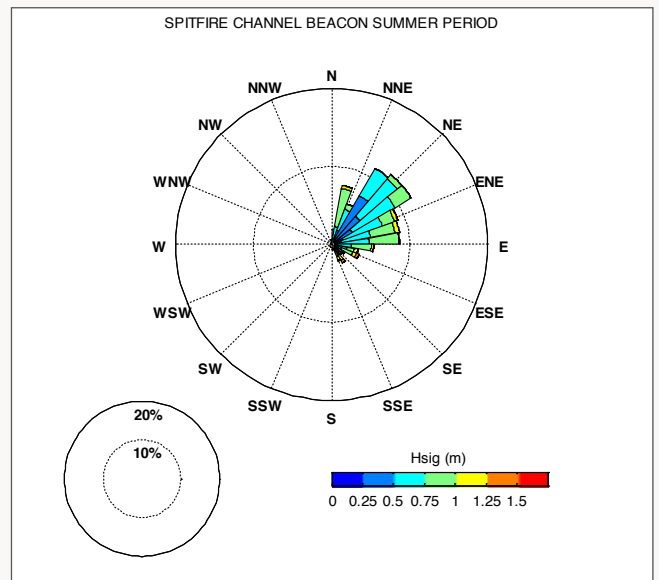 SPITFIRE CHANNEL BEACON SUMMER PERIOD
N
NNW NNE
NW NE
WNW ENE
W E
WSW ESE
SW SE
SSW SSE
S
20%
10%
Hsig (m)
0 0.25 0.5 0.75 1 1.25 1.5